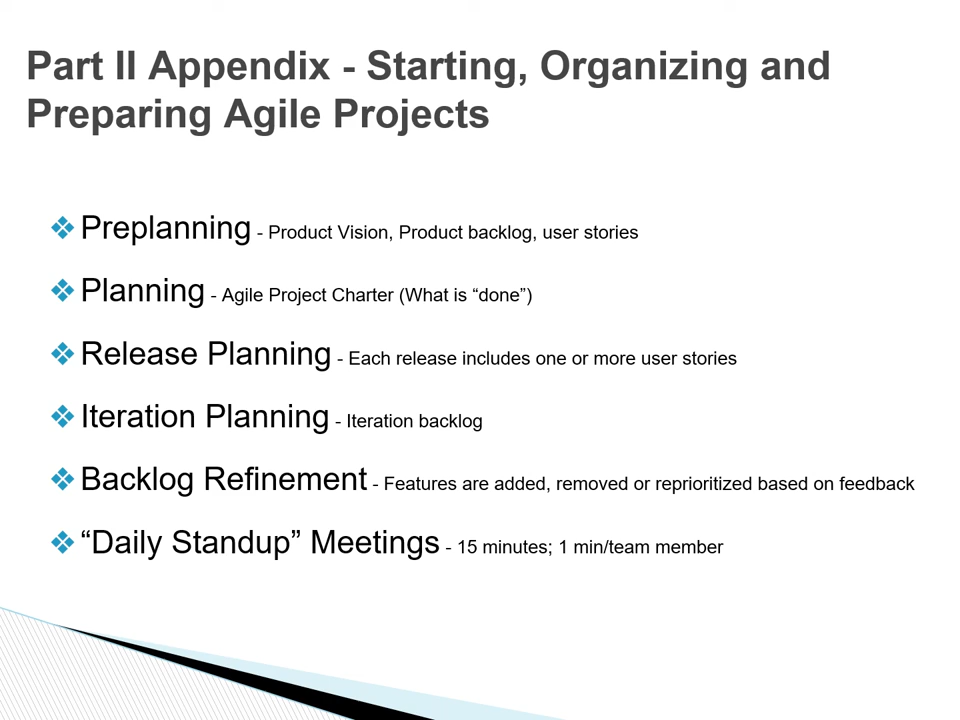 Part II Appendix - Starting, Organizing and
Preparing Agile Projects
❖ Preplanning - Product Vision, Product backlog, user stories
❖ Planning - Agile Project Charter (What is “done”)
❖ Release Planning - Each release includes one or more user stories
❖ Iteration Planning - Iteration backlog
❖ Backlog Refinement - Features are added, removed or reprioritized based on feedback
❖ “Daily Standup” Meetings - 15 minutes; 1 min/team member